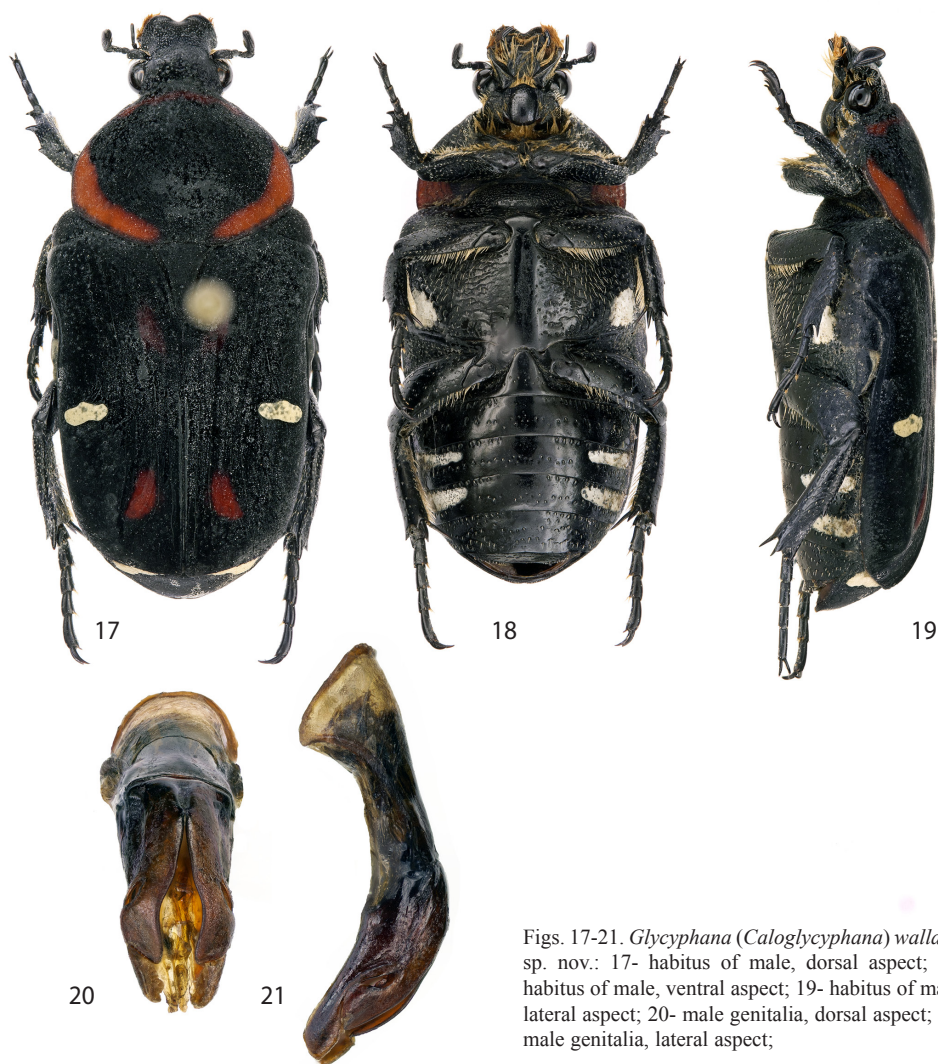 17
18
19
20
21
Figs. 17-21. Glycyphana (Caloglycyphana)
sp. nov.: 17- habitus of male, dorsal aspect;
habitus of male, ventral aspect; 19- habitus of
lateral aspect; 20- male genitalia, dorsal aspect;
male genitalia, lateral aspect;